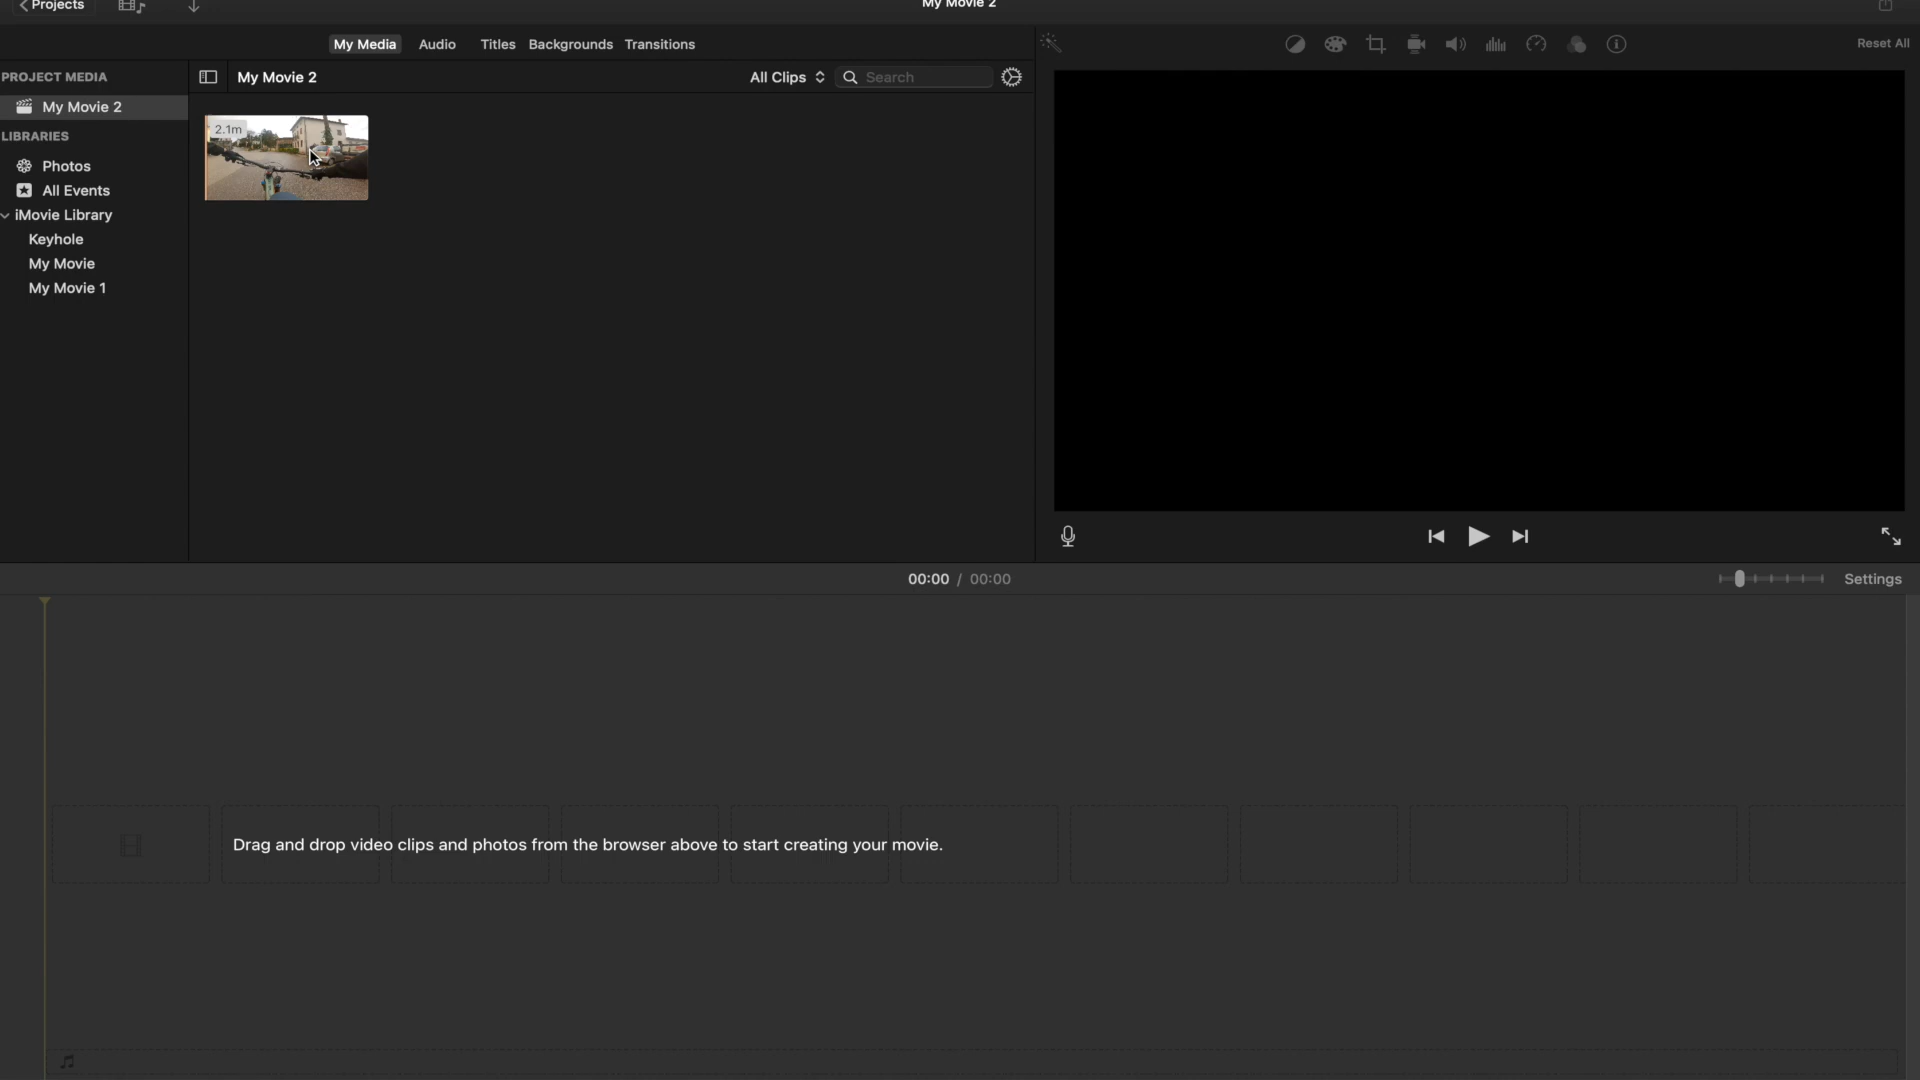 Projects
My Movie 2
My Media Audio Titles Backgrounds Transitions
Reset All
PROJECT MEDIA
My Movie 2
All Clips
Search
My Movie 2
LIBRARIES
Photos
All Events
iMovie Library
Keyhole
My Movie
My Movie 1
2.1m
00:00 / 00:00
Settings
Drag and drop video clips and photos from the browser above to start creating your movie.